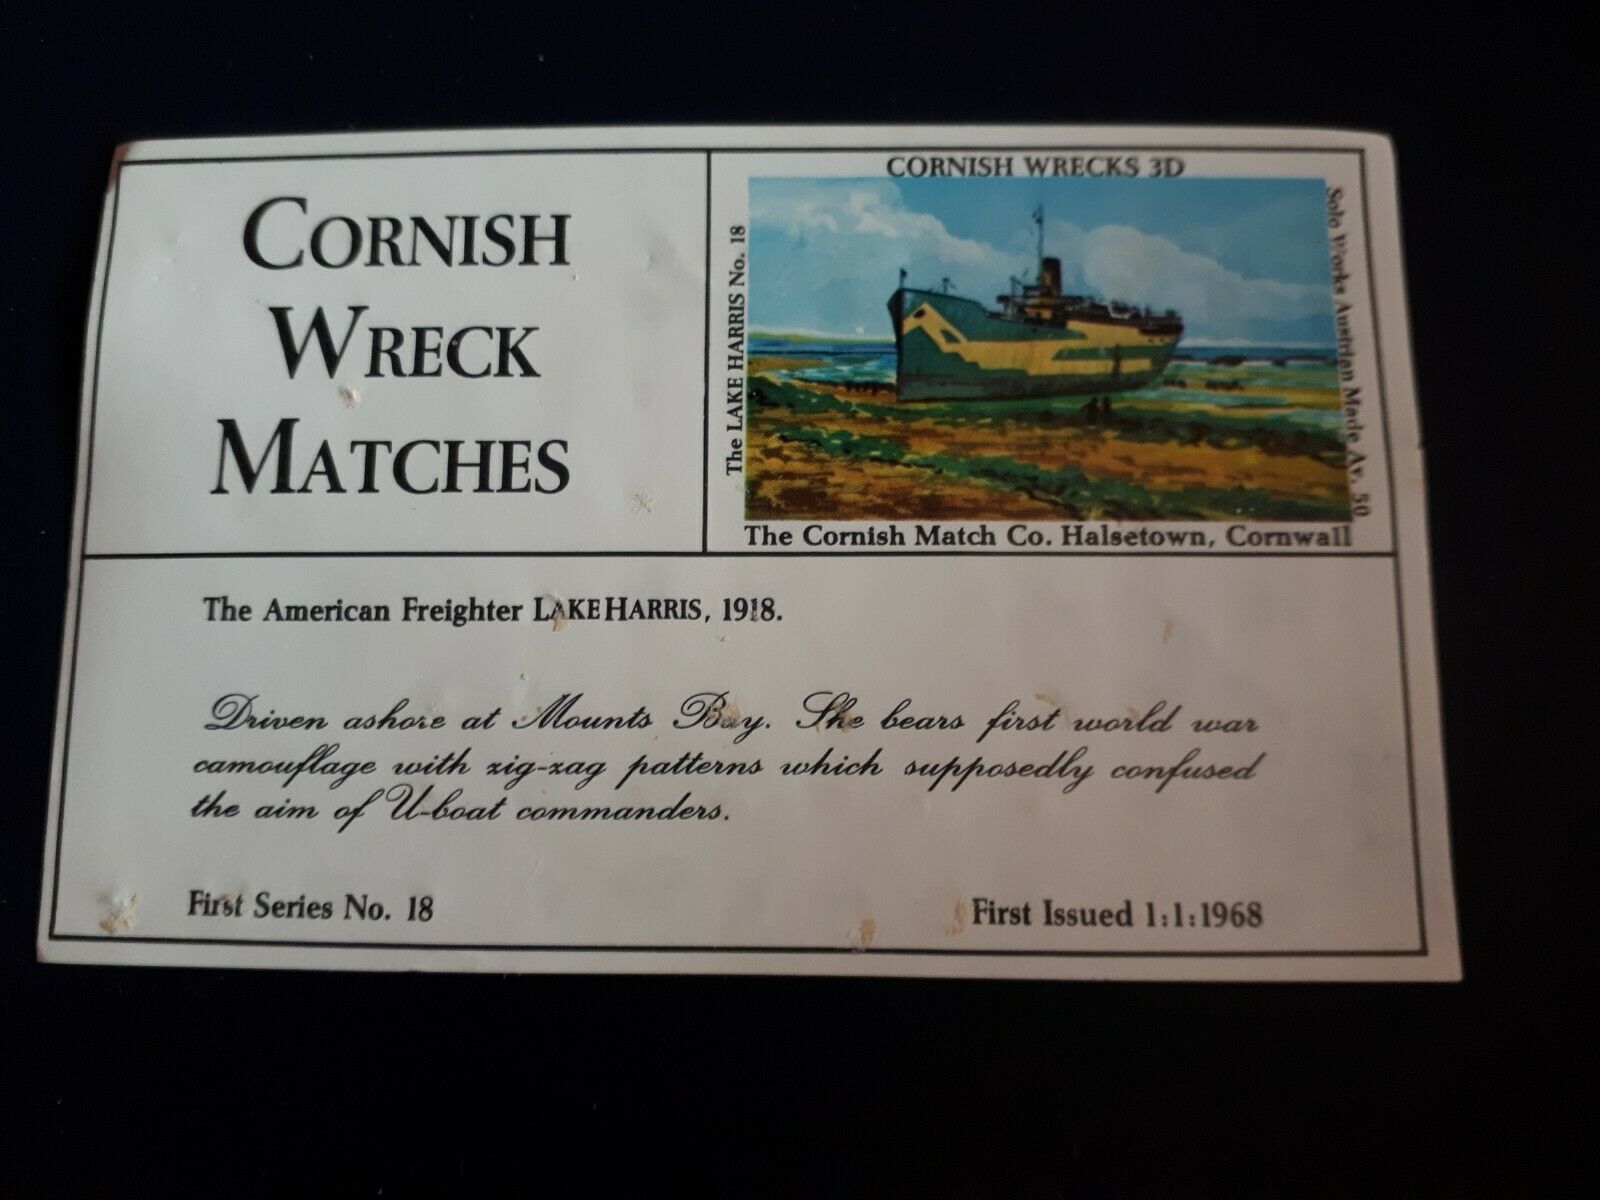 CORNISH
WRECK
MATCHES
CORNISH WRECKS 3D
The LAKE HARRIS No. 18
Solo Works Austrian Made Av. 50
The Cornish Match Co. Halsetown, Cornwall
The American Freighter LAKE HARRIS, 1918.
Driven ashore at Mounts Bay. She bears first world war
camouflage with zig-zag patterns which supposedly confused
the aim of U-boat commanders.
First Series No. 18
First Issued 1:1:1968